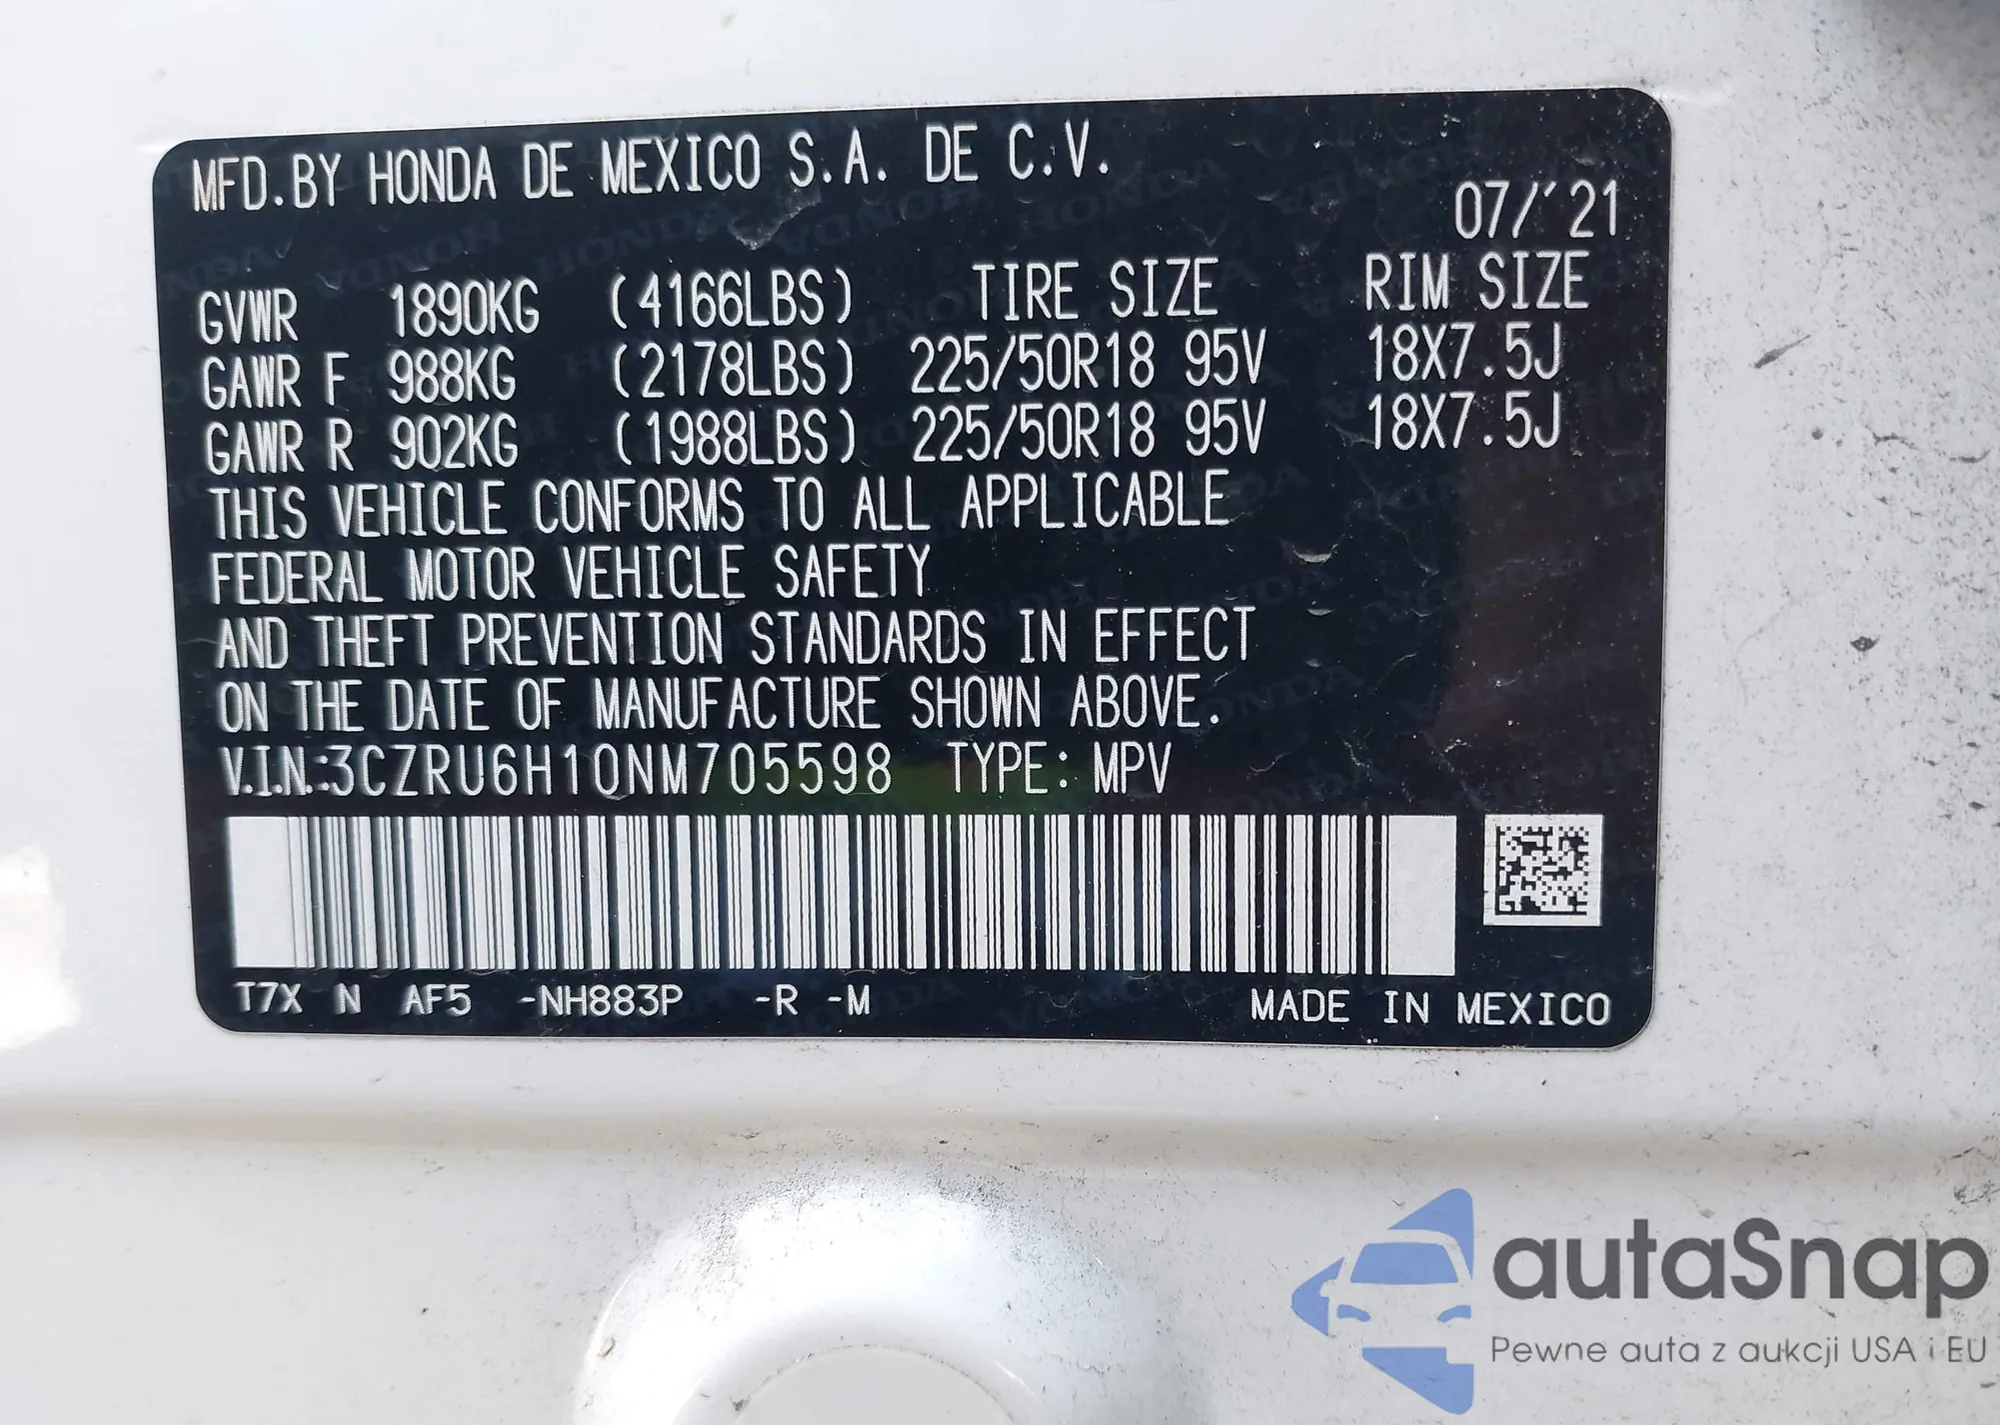 MFD.BY HONDA DE MEXICO S.A. DE C.V.
07/'21
GVWR 1890KG (4166LBS) TIRE SIZE RIM SIZE
GAWR F 988KG (2178LBS) 225/50R18 95V 18X7.5J
GAWR R 902KG (1988LBS) 225/50R18 95V 18X7.5J
THIS VEHICLE CONFORMS TO ALL APPLICABLE
FEDERAL MOTOR VEHICLE SAFETY
AND THEFT PREVENTION STANDARDS IN EFFECT
ON THE DATE OF MANUFACTURE SHOWN ABOVE.
V.I.N.:3CZRU6H10NM705598 TYPE: MPV
T7X N AF5 -NH883P -R -M MADE IN MEXICO
autaSnap
Pewne auta z aukcji USA i EU